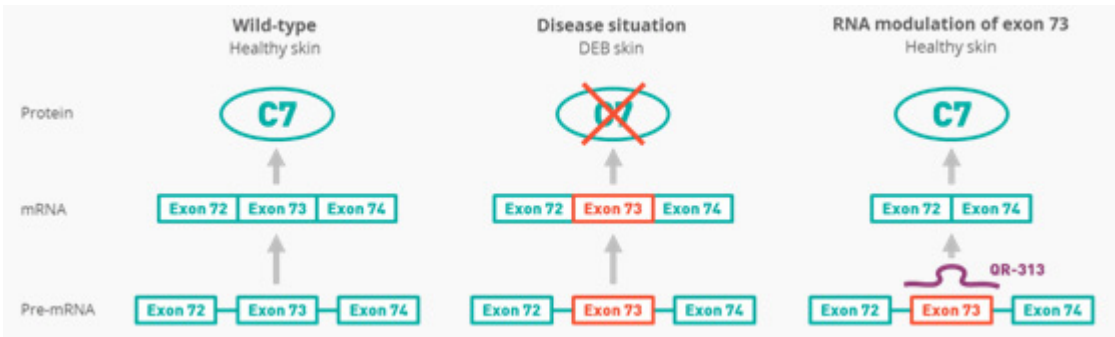 Wild-type
Healthy skin
Disease situation
DEB skin
RNA modulation of exon 73
Healthy skin
Protein
C7
C7
C7
mRNA
Exon 72 Exon 73 Exon 74
Exon 72 Exon 73 Exon 74
Exon 72 Exon 74
QR-313
Pre-mRNA
Exon 72 Exon 73 Exon 74
Exon 72 Exon 73 Exon 74
Exon 72 Exon 73 Exon 74